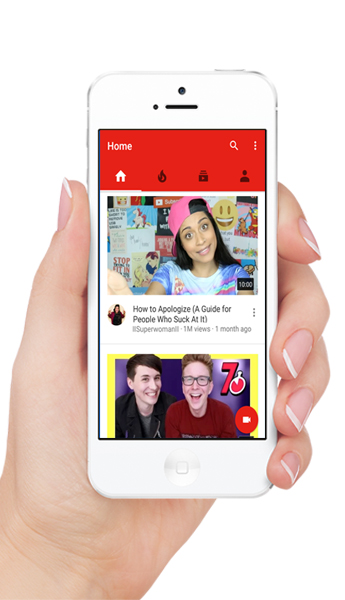 Home
10:00
How to Apologize (A Guide for
People Who Suck At It)
IISuperwomanII · 1M views · 1 month ago
7